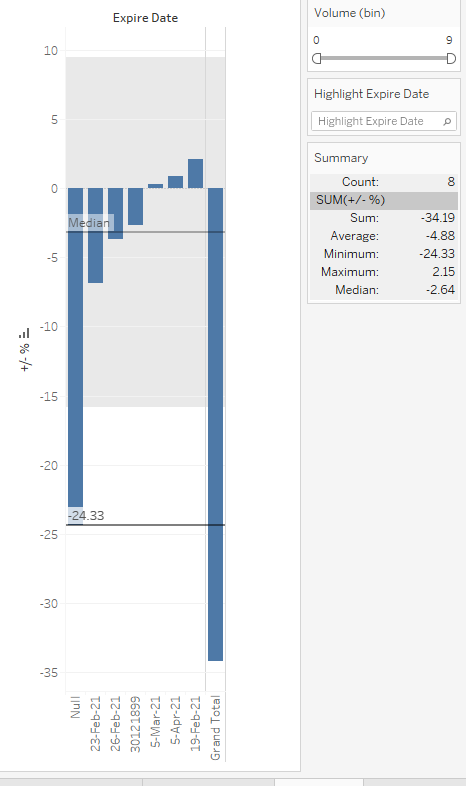 Expire Date
10
5
0
-5
-10
-15
-20
-25
-30
-35
+/- %
Median
-24.33
Null
23-Feb-21
26-Feb-21
30121899
5-Mar-21
5-Apr-21
19-Feb-21
Grand Total
Volume (bin)
0 9
Highlight Expire Date
Highlight Expire Date
Summary
Count: 8
SUM(+/- %)
Sum: -34.19
Average: -4.88
Minimum: -24.33
Maximum: 2.15
Median: -2.64